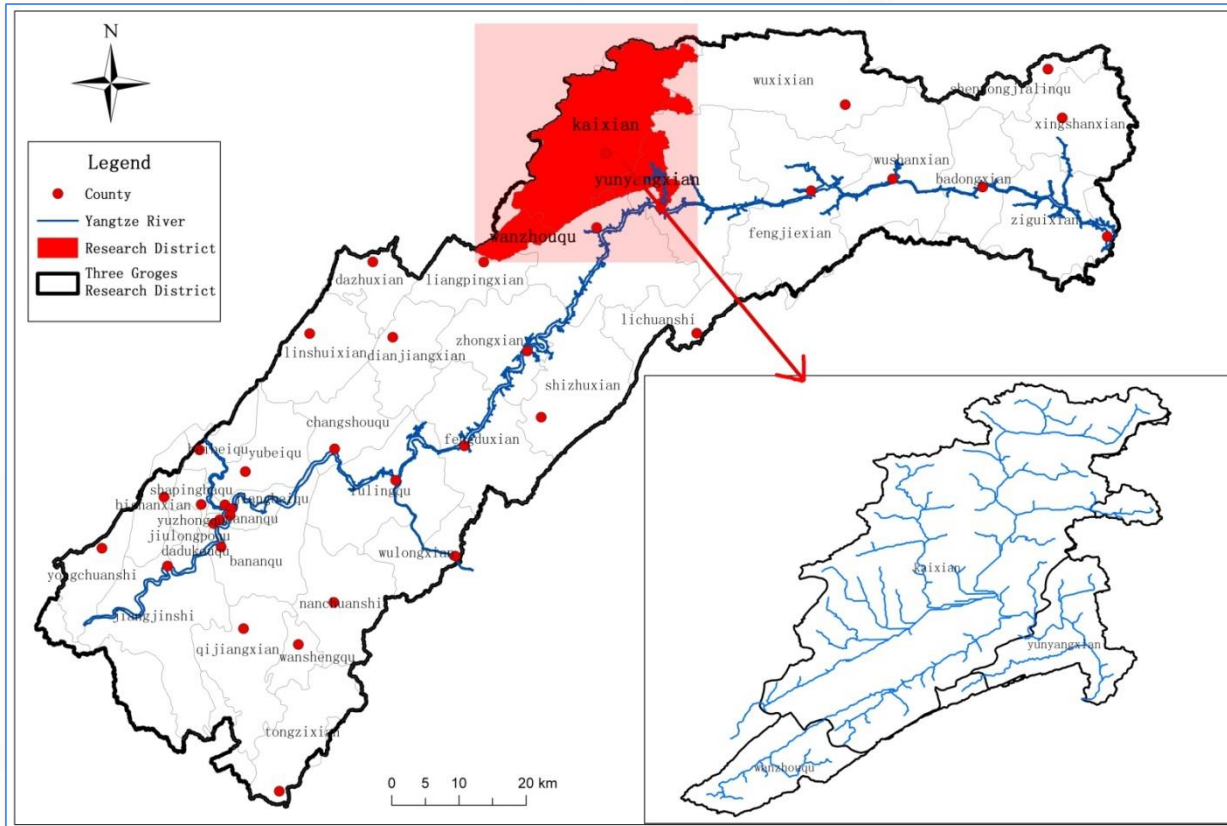 N
Legend
County
Yangtze River
Research District
Three Groges
Research District
kaixian
yunyangxian
wanzhouqu
wuxixian
xingshanxian
wushanxian
badongxian
ziguixian
fengjiexian
dazhuxian
liangpingxian
lichuanshi
linshuixian
dianjiangxian
zhongxian
shizhuxian
changshouqu
fengduxian
yubeiqu
fulingqu
bishanxian
jiulongpoqu
dadukouqu
bananqu
wulongxian
yongchuanshi
jiangjinshi
nanchuanshi
qijiangxian
wanshengqu
tongzixian
0 5 10 20 km
kaixian
yunyangxian
wanzhouqu